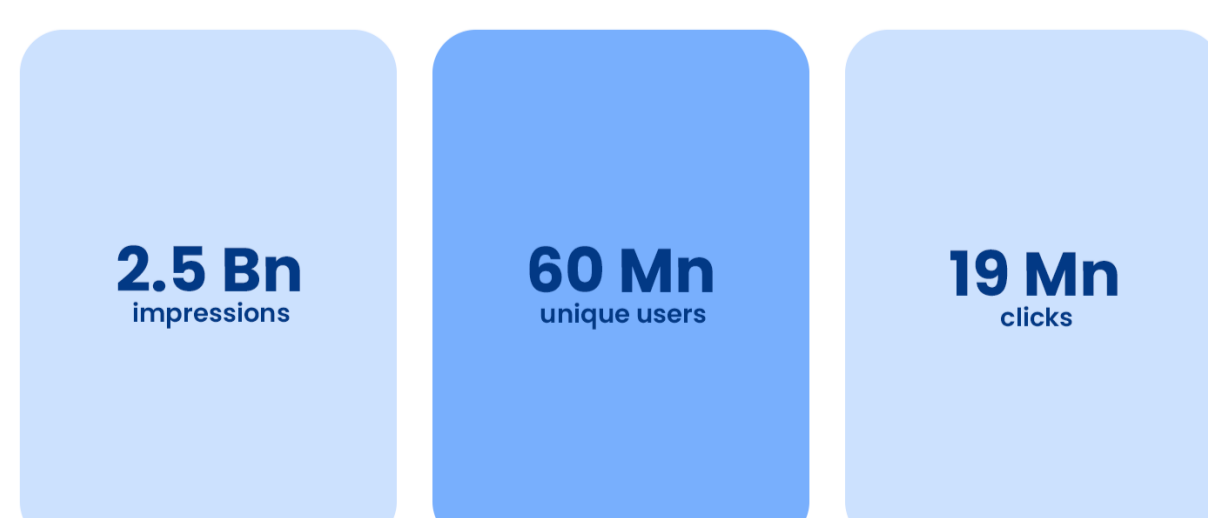 2.5 Bn
impressions
60 Mn
unique users
19 Mn
clicks